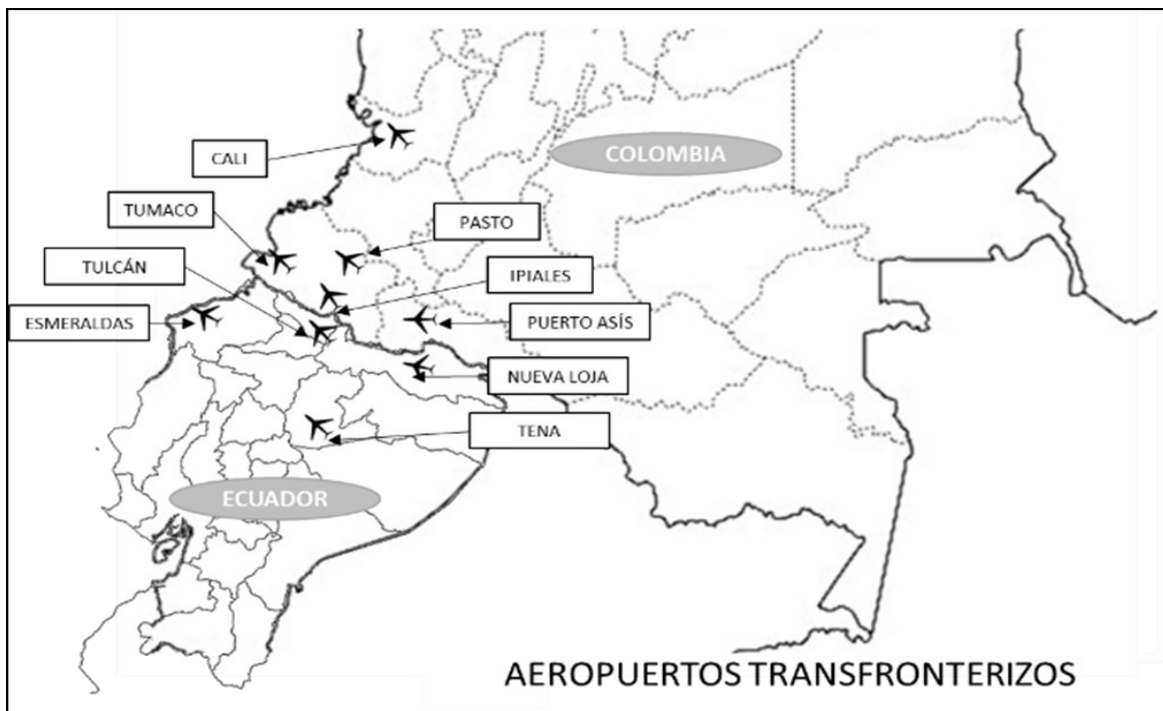 COLOMBIA
CALI
TUMACO
PASTO
TULCÁN
IPIALES
ESMERALDAS
PUERTO ASÍS
NUEVA LOJA
TENA
ECUADOR
AEROPUERTOS TRANSFRONTERIZOS